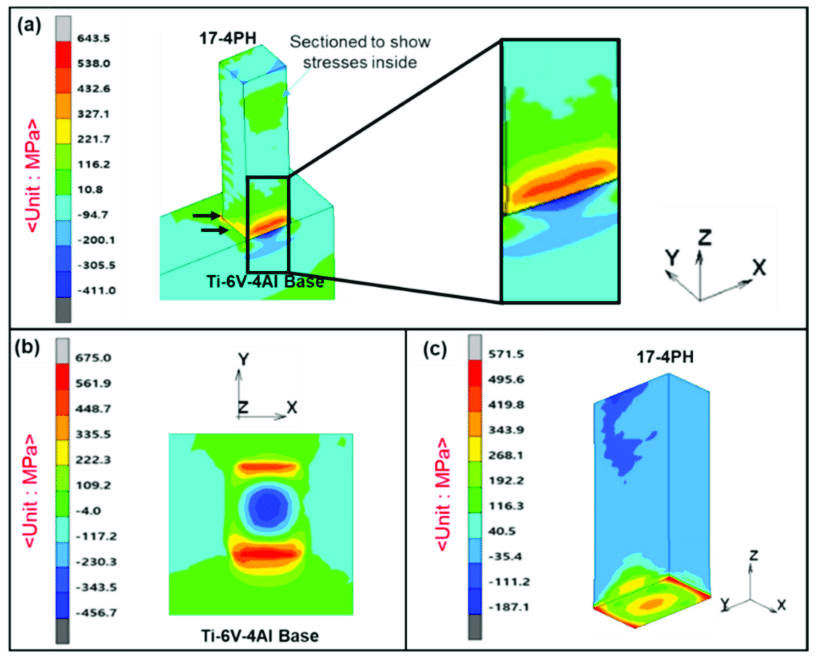 (a)
17-4PH
Sectioned to show
stresses inside
<Unit : MPa>
643.5
538.0
432.6
327.1
221.7
116.2
10.8
-94.7
-200.1
-305.5
-411.0
Ti-6V-4Al Base
Z
Y
X
(b)
<Unit : MPa>
675.0
561.9
448.7
335.5
222.3
109.2
-4.0
-117.2
-230.3
-343.5
-456.7
Y
Z
X
Ti-6V-4Al Base
(c)
17-4PH
<Unit : MPa>
571.5
495.6
419.8
343.9
268.1
192.2
116.3
40.5
-35.4
-111.2
-187.1
Z
Y
X